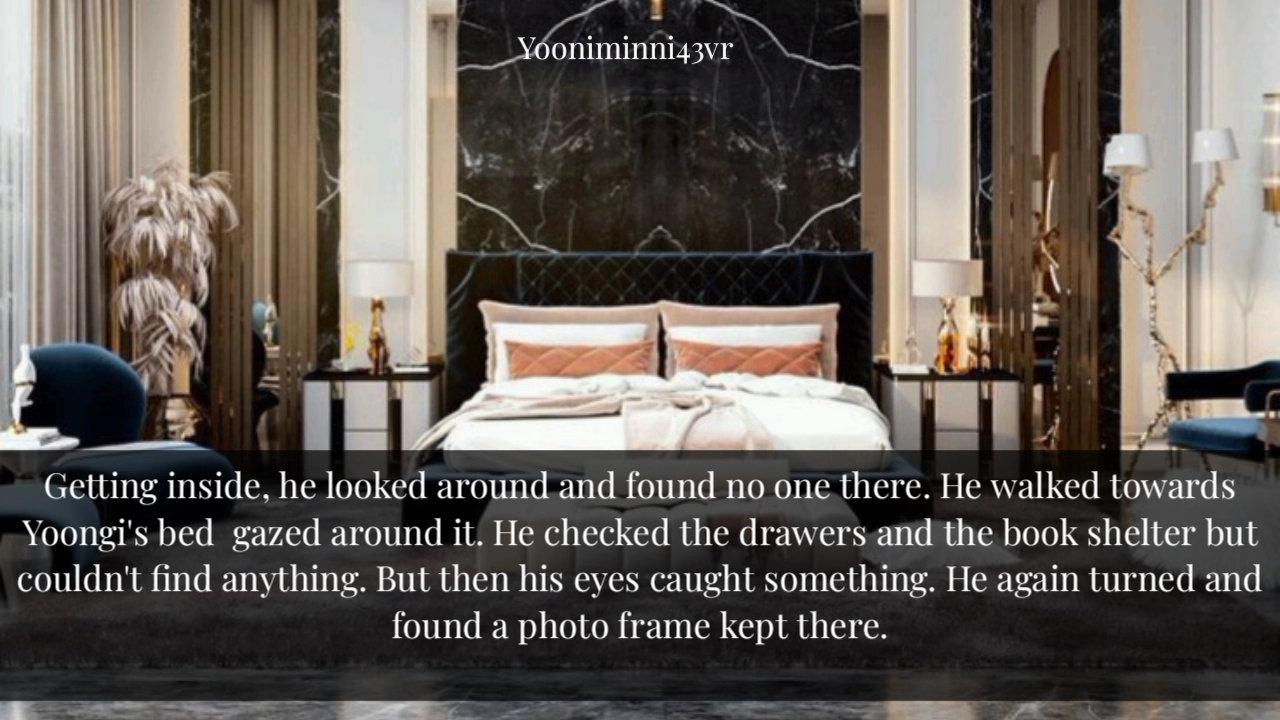 Yooniminni43vr
Getting inside, he looked around and found no one there. He walked towards
Yoongi's bed  gazed around it. He checked the drawers and the book shelter but
couldn't find anything. But then his eyes caught something. He again turned and
found a photo frame kept there.